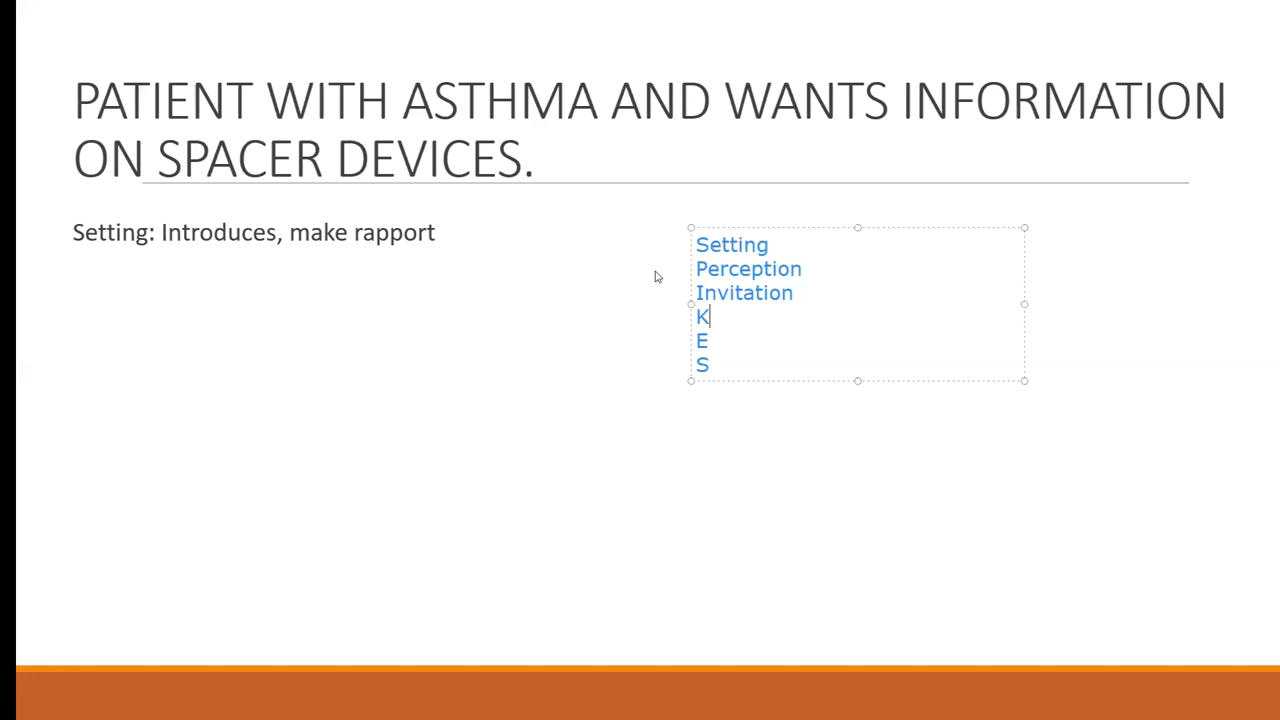 PATIENT WITH ASTHMA AND WANTS INFORMATION
ON SPACER DEVICES.
Setting: Introduces, make rapport
Setting
Perception
Invitation
K
E
S